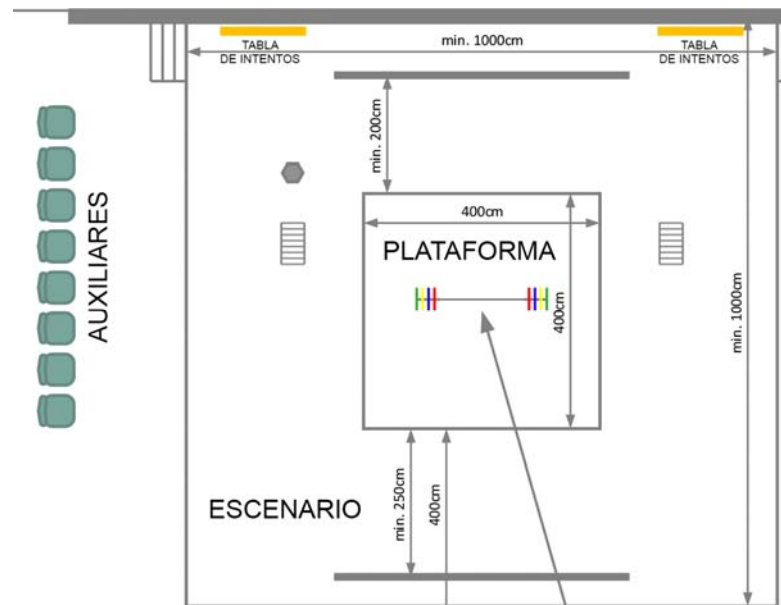 TABLA
DE INTENTOS
min. 1000cm
TABLA
DE INTENTOS
min. 200cm
AUXILIARES
400cm
PLATAFORMA
400cm
min. 1000cm
ESCENARIO
min. 250cm
400cm